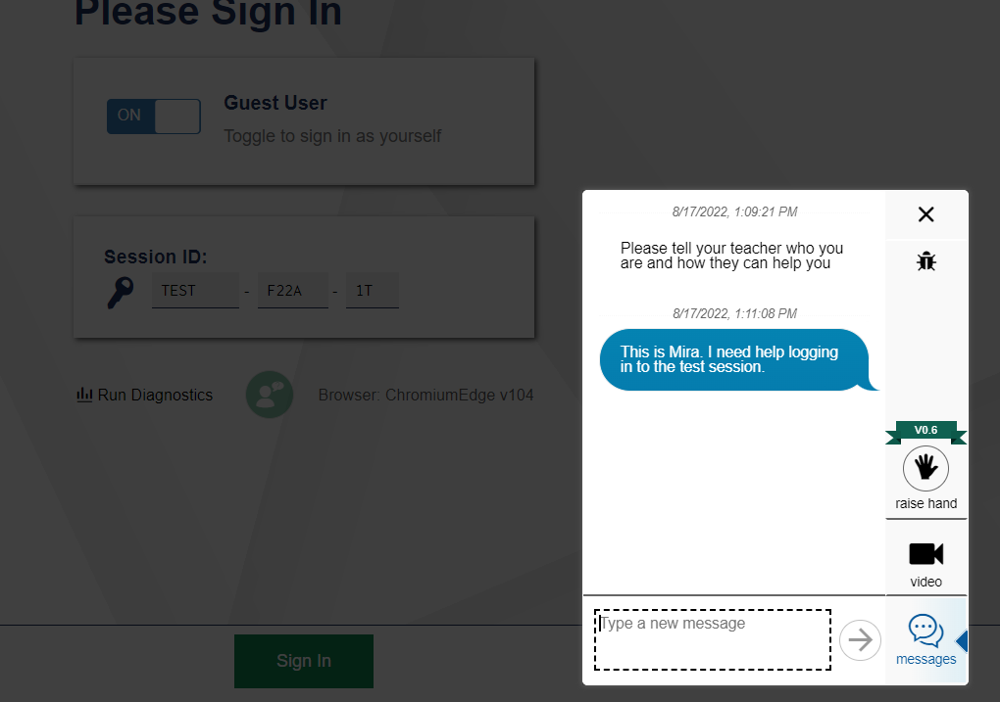 Please Sign In
ON
Guest User
Toggle to sign in as yourself
Session ID:
TEST - F22A - 1T
Run Diagnostics
Browser: ChromiumEdge v104
Sign In
8/17/2022, 1:09:21 PM
Please tell your teacher who you
are and how they can help you
8/17/2022, 1:11:08 PM
This is Mira. I need help logging
in to the test session.
Type a new message
V0.6
raise hand
video
messages